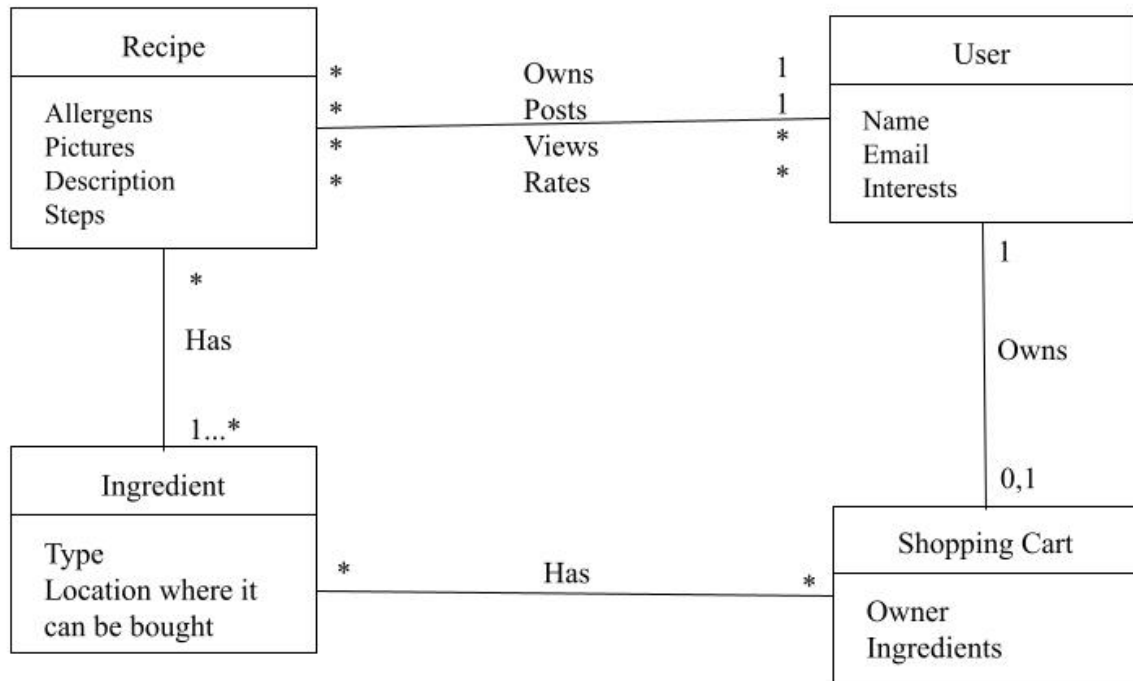 Recipe
Allergens
Pictures
Description
Steps
* Owns 1
* Posts 1
* Views *
* Rates *
User
Name
Email
Interests
*
Has
1...*
1
Owns
0,1
Ingredient
Type
Location where it
can be bought
* Has *
Shopping Cart
Owner
Ingredients